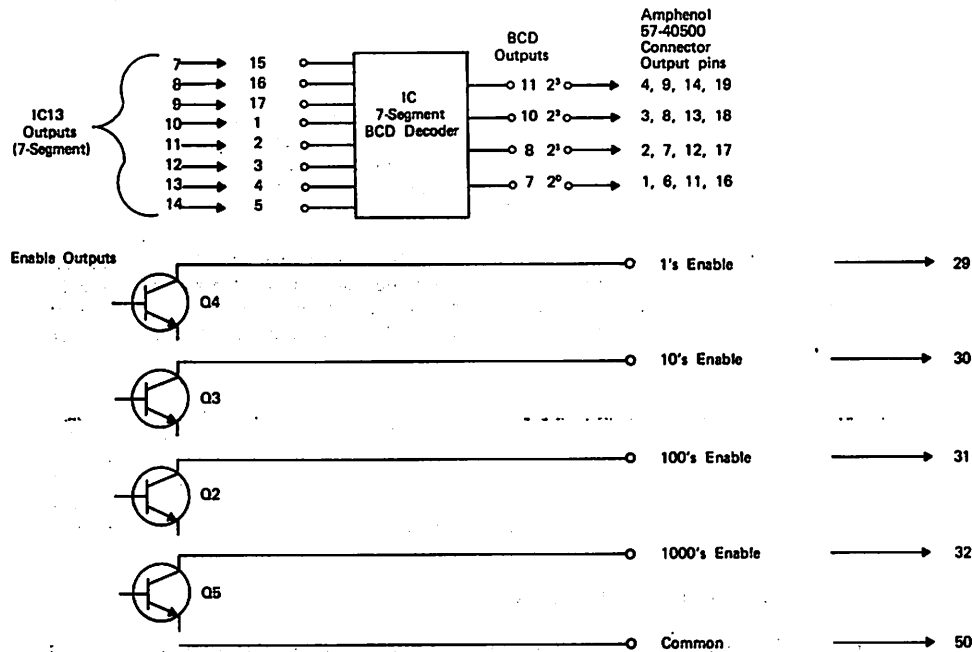 Amphenol
57-40500
Connector
Output pins
BCD
Outputs
IC13
Outputs
(7-Segment)
7 15
8 16
9 17
10 1
11 2
12 3
13 4
14 5
IC
7-Segment
BCD Decoder
11 2³ 4, 9, 14, 19
10 2³ 3, 8, 13, 18
8 2¹ 2, 7, 12, 17
7 2⁰ 1, 6, 11, 16
Enable Outputs
Q4
1's Enable 29
Q3
10's Enable 30
Q2
100's Enable 31
Q5
1000's Enable 32
Common 50